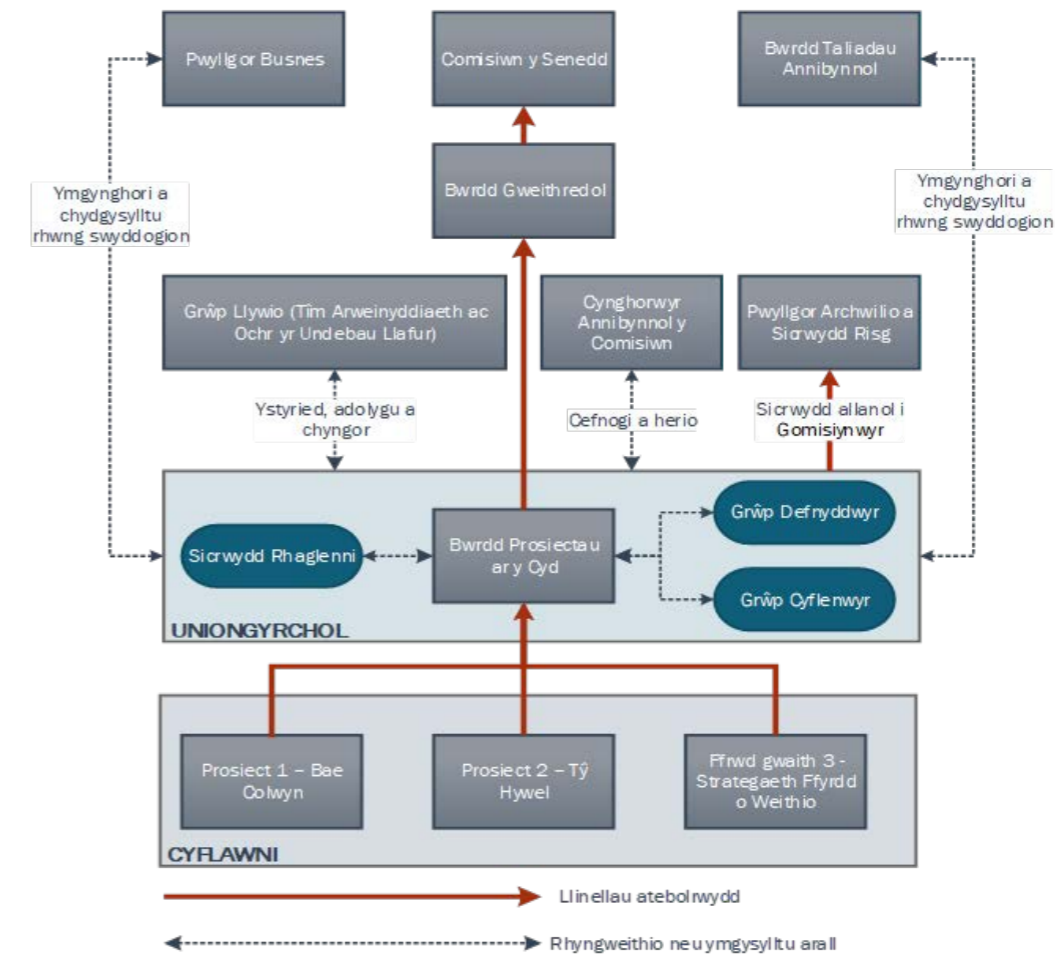 Pwyllgor Busnes
Comisiwn y Senedd
Bwrdd Taliadau
Annibynnol
Bwrdd Gweithredol
Ymgynghori a
chydgysylltu
rhwng swyddogion
Ymgynghori a
chydgysylltu
rhwng swyddogion
Grŵp Llywio (Tîm Arweinyddiaeth ac
Ochr yr Undebau Llafur)
Cynghorwyr
Annibynnol y
Comisiwn
Pwyllgor Archwilio a
Sicrwydd Risg
Ystyried, adolygu a
chyngor
Cefnogi a herio
Sicrwydd allanol i
Gomisiynwyr
Sicrwydd Rhaglenni
Bwrdd Prosiectau
ar y Cyd
Grŵp Defnyddwyr
Grŵp Cyflenwyr
UNIONGYRCHOL
Prosiect 1 – Bae
Colwyn
Prosiect 2 – Tŷ
Hywel
Ffrwd gwaith 3 -
Strategaeth Ffyrdd
o Weithio
CYFLAWNI
Llinellau atebolrwydd
Rhyngweithio neu ymgysylltu arall